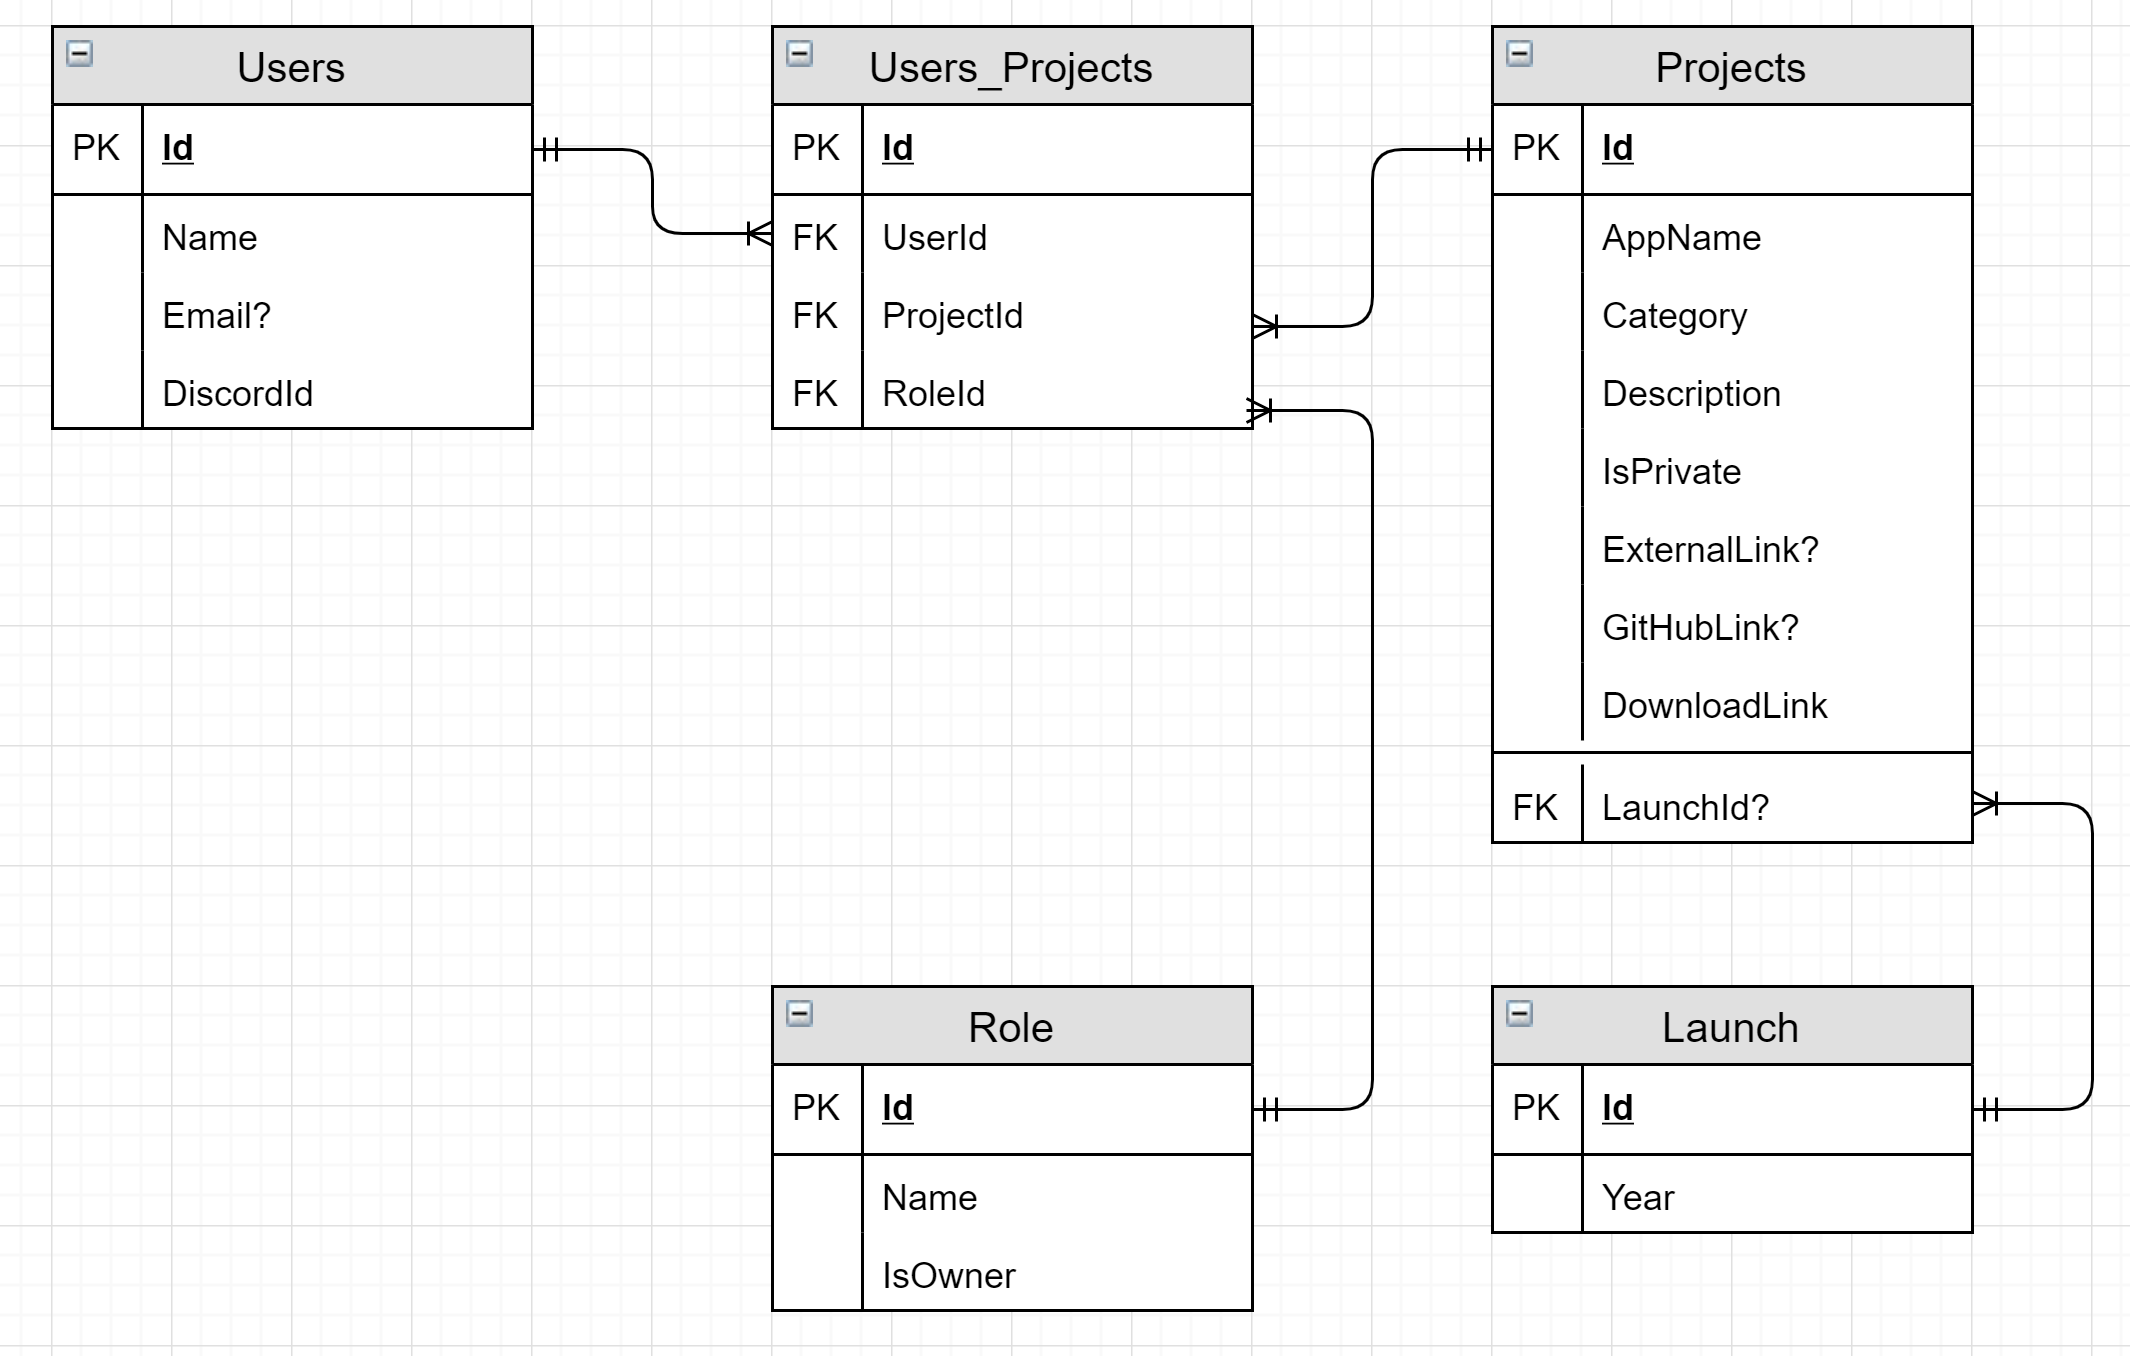 Users
PK Id
Name
Email?
DiscordId
Users_Projects
PK Id
FK UserId
FK ProjectId
FK RoleId
Projects
PK Id
AppName
Category
Description
IsPrivate
ExternalLink?
GitHubLink?
DownloadLink
FK LaunchId?
Role
PK Id
Name
IsOwner
Launch
PK Id
Year